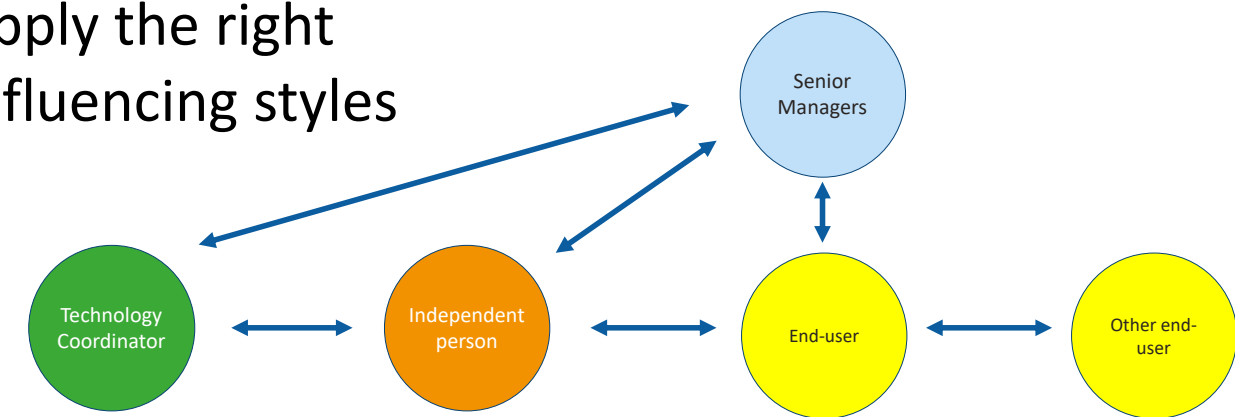 pply the right
fluencing styles
Senior
Managers
Technology
Coordinator
Independent
person
End-user
Other end-
user